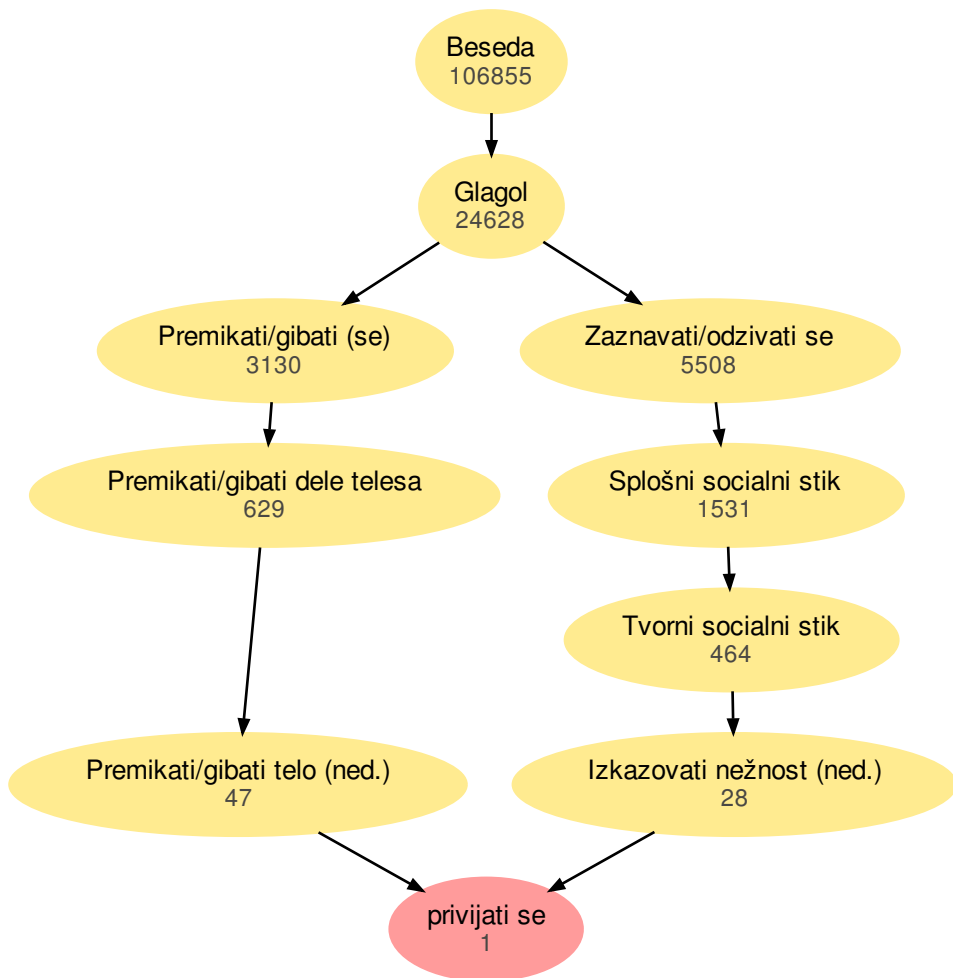 Beseda
106855
Glagol
24628
Premikati/gibati (se)
3130
Zaznavati/odzivati se
5508
Premikati/gibati dele telesa
629
Splošni socialni stik
1531
Tvorni socialni stik
464
Premikati/gibati telo (ned.)
47
Izkazovati nežnost (ned.)
28
privijati se
1